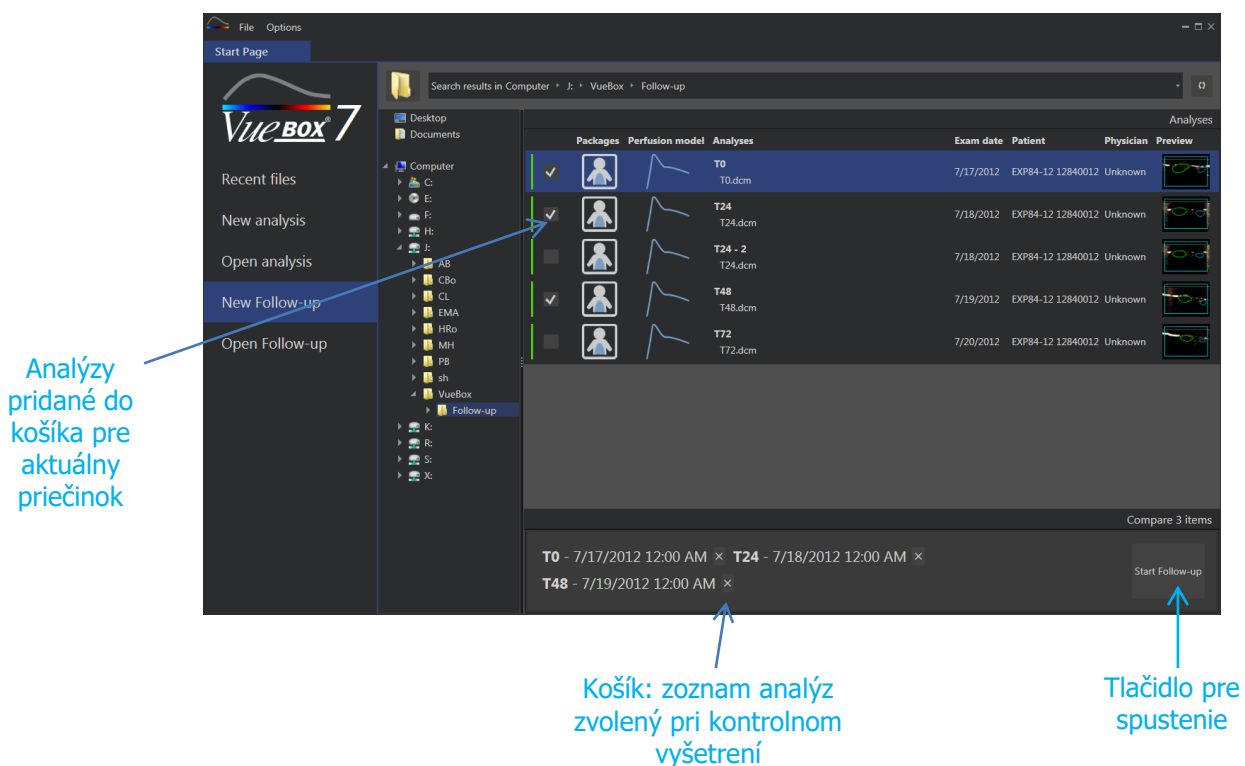 File Options
Start Page
VueBOX® 7
Recent files
New analysis
Open analysis
New Follow-up
Open Follow-up
Search results in Computer J: VueBox Follow-up
Desktop
Documents
Computer
C:
E:
F:
H:
J:
AB
CBo
CL
EMA
HRo
MH
PB
sh
VueBox
Follow-up
K:
R:
S:
X:
Analyses
Packages Perfusion model Analyses Exam date Patient Physician Preview
T0
T0.dcm
7/17/2012 EXP84-12 12840012 Unknown
T24
T24.dcm
7/18/2012 EXP84-12 12840012 Unknown
T24 - 2
T24.dcm
7/18/2012 EXP84-12 12840012 Unknown
T48
T48.dcm
7/19/2012 EXP84-12 12840012 Unknown
T72
T72.dcm
7/20/2012 EXP84-12 12840012 Unknown
Compare 3 items
T0 - 7/17/2012 12:00 AM × T24 - 7/18/2012 12:00 AM ×
T48 - 7/19/2012 12:00 AM ×
Start Follow-up
Analýzy
pridané do
košíka pre
aktuálny
priečinok
Košík: zoznam analýz
zvolený pri kontrolnom
vyšetrení
Tlačidlo pre
spustenie